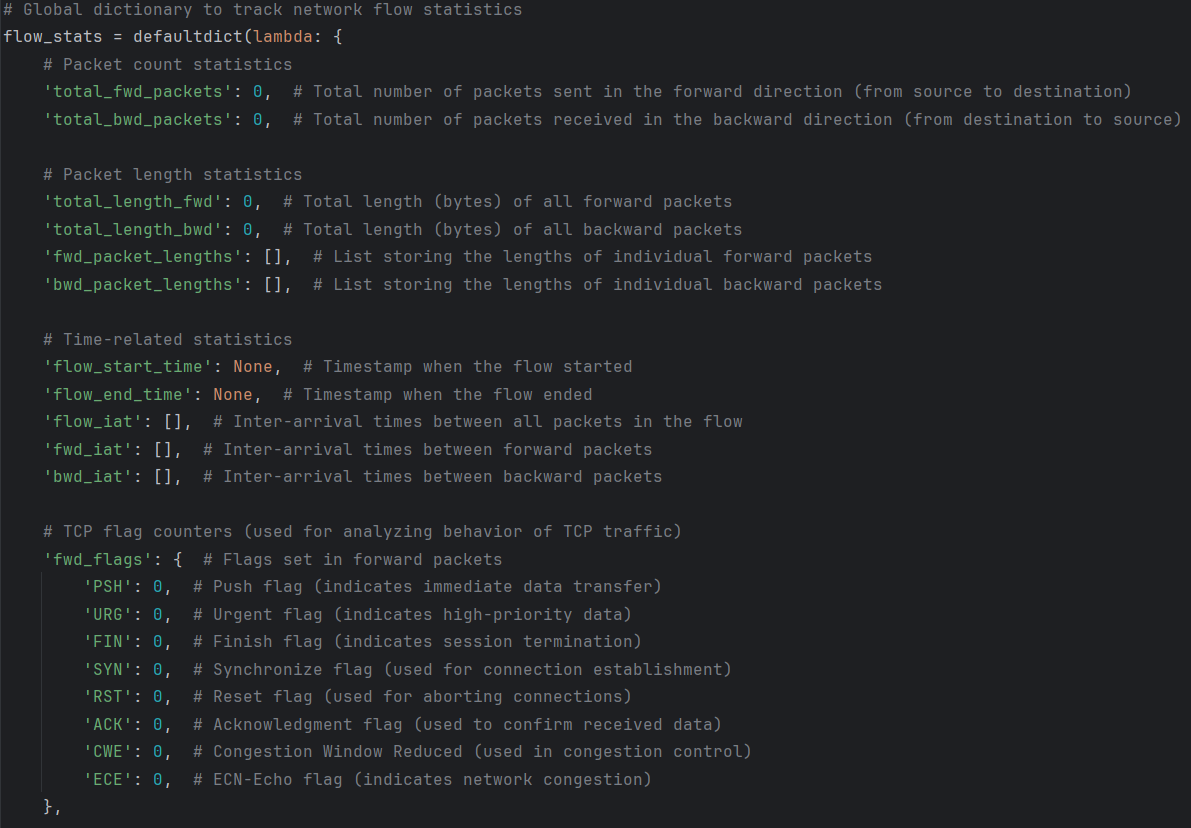 # Global dictionary to track network flow statistics
flow_stats = defaultdict(lambda: {
    # Packet count statistics
    'total_fwd_packets': 0,  # Total number of packets sent in the forward direction (from source to destination)
    'total_bwd_packets': 0,  # Total number of packets received in the backward direction (from destination to source)

    # Packet length statistics
    'total_length_fwd': 0,  # Total length (bytes) of all forward packets
    'total_length_bwd': 0,  # Total length (bytes) of all backward packets
    'fwd_packet_lengths': [],  # List storing the lengths of individual forward packets
    'bwd_packet_lengths': [],  # List storing the lengths of individual backward packets

    # Time-related statistics
    'flow_start_time': None,  # Timestamp when the flow started
    'flow_end_time': None,  # Timestamp when the flow ended
    'flow_iat': [],  # Inter-arrival times between all packets in the flow
    'fwd_iat': [],  # Inter-arrival times between forward packets
    'bwd_iat': [],  # Inter-arrival times between backward packets

    # TCP flag counters (used for analyzing behavior of TCP traffic)
    'fwd_flags': {  # Flags set in forward packets
        'PSH': 0,  # Push flag (indicates immediate data transfer)
        'URG': 0,  # Urgent flag (indicates high-priority data)
        'FIN': 0,  # Finish flag (indicates session termination)
        'SYN': 0,  # Synchronize flag (used for connection establishment)
        'RST': 0,  # Reset flag (used for aborting connections)
        'ACK': 0,  # Acknowledgment flag (used to confirm received data)
        'CWE': 0,  # Congestion Window Reduced (used in congestion control)
        'ECE': 0,  # ECN-Echo flag (indicates network congestion)
    },